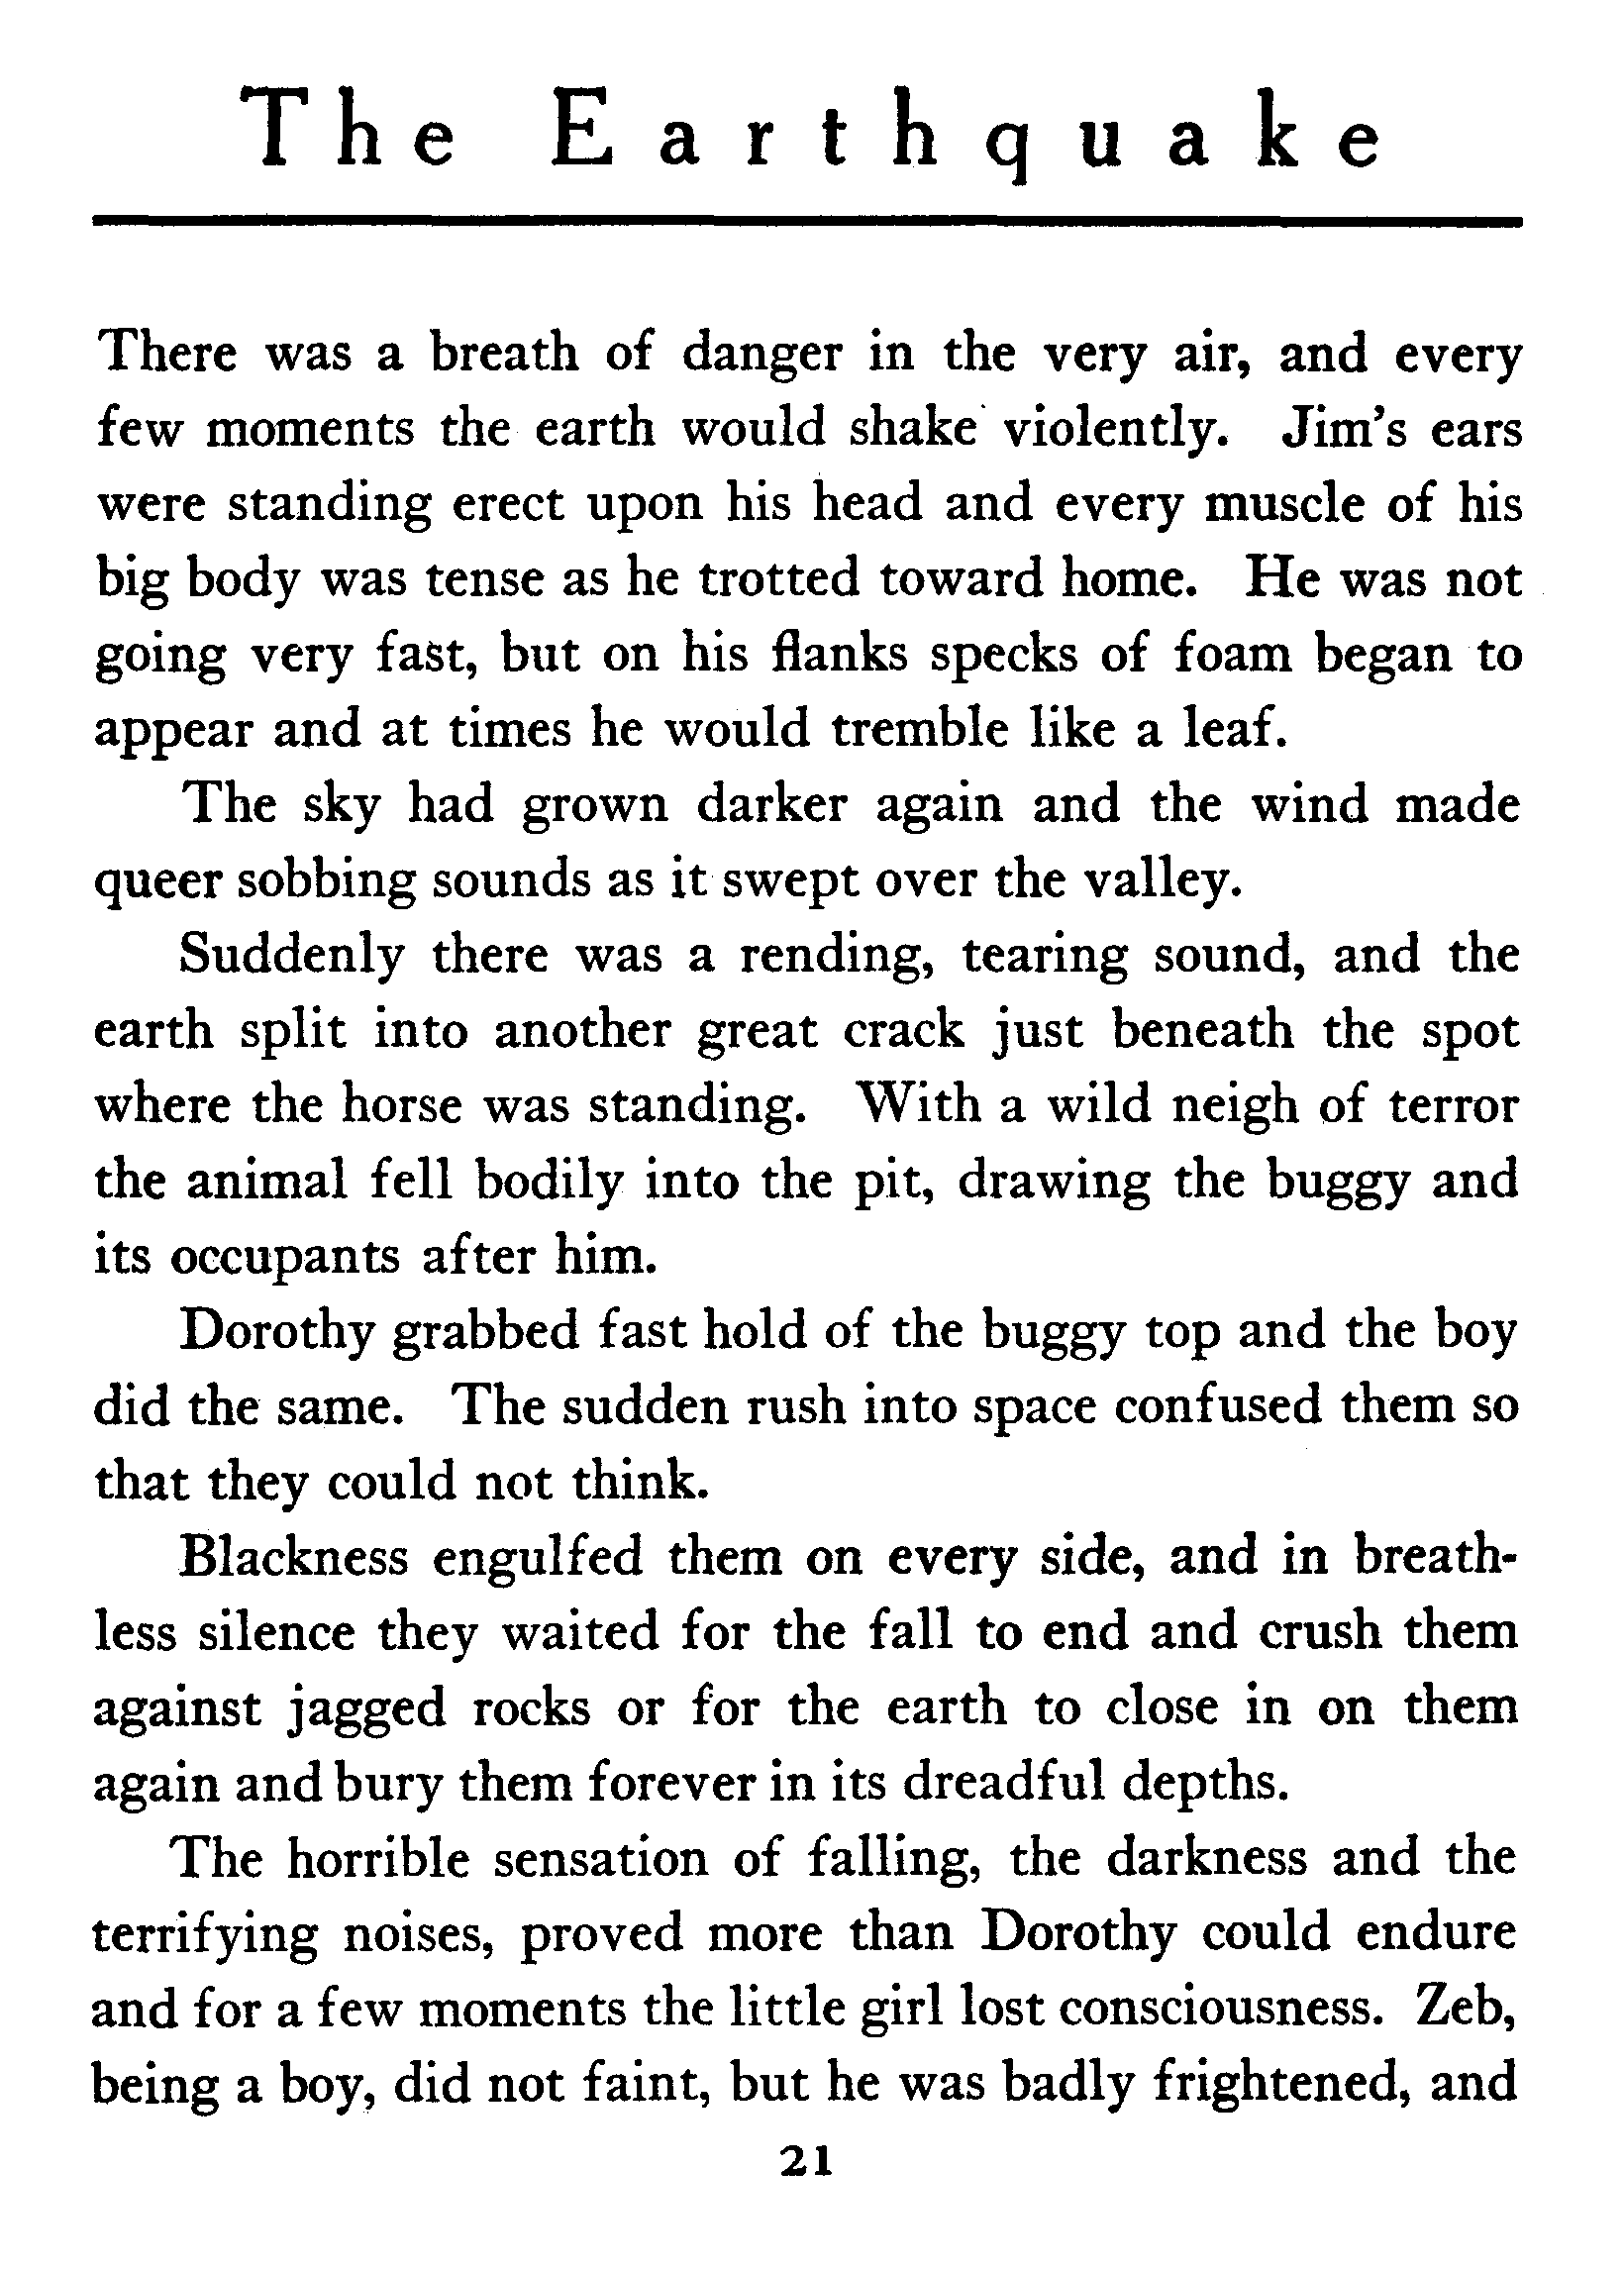 The Earthquake
There was a breath of danger in the very air, and every
few moments the earth would shake violently. Jim's ears
were standing erect upon his head and every muscle of his
big body was tense as he trotted toward home. He was not
going very fast, but on his flanks specks of foam began to
appear and at times he would tremble like a leaf.
The sky had grown darker again and the wind made
queer sobbing sounds as it swept over the valley.
Suddenly there was a rending, tearing sound, and the
earth split into another great crack just beneath the spot
where the horse was standing. With a wild neigh of terror
the animal fell bodily into the pit, drawing the buggy and
its occupants after him.
Dorothy grabbed fast hold of the buggy top and the boy
did the same. The sudden rush into space confused them so
that they could not think.
Blackness engulfed them on every side, and in breath-
less silence they waited for the fall to end and crush them
against jagged rocks or for the earth to close in on them
again and bury them forever in its dreadful depths.
The horrible sensation of falling, the darkness and the
terrifying noises, proved more than Dorothy could endure
and for a few moments the little girl lost consciousness. Zeb,
being a boy, did not faint, but he was badly frightened, and
21